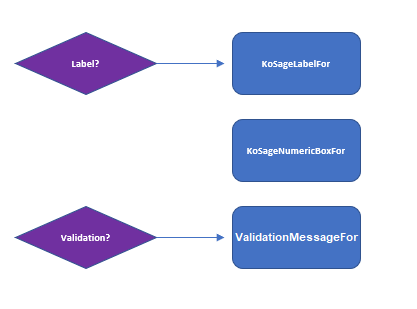 Label?
KoSageLabelFor
KoSageNumericBoxFor
Validation?
ValidationMessageFor